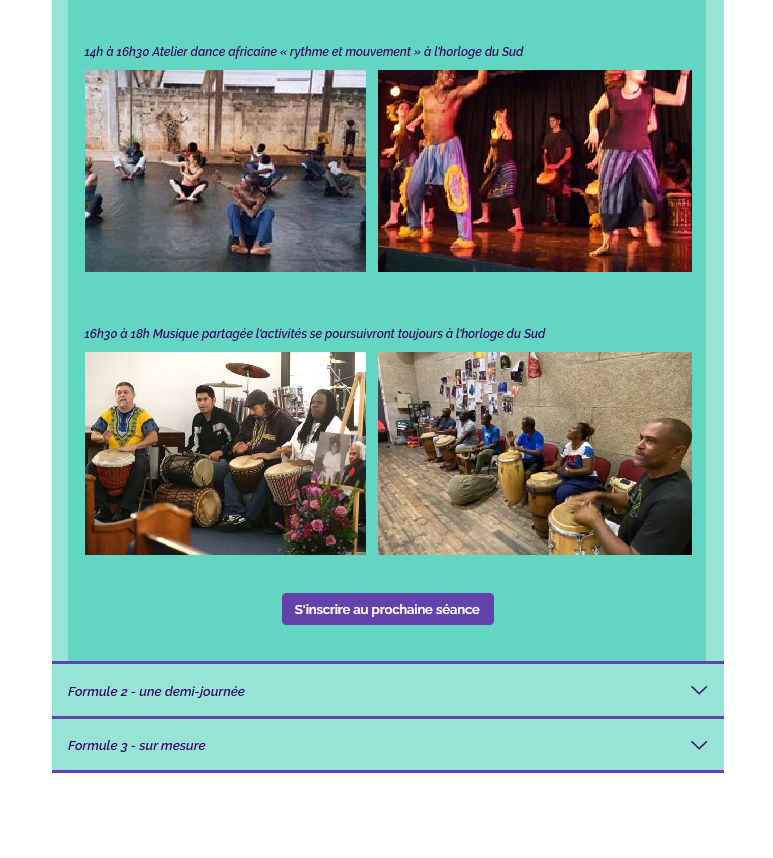 14h à 16h30 Atelier dance africaine « rythme et mouvement » à l'horloge du Sud
16h30 à 18h Musique partagée l'activités se poursuivront toujours à l'horloge du Sud
S'inscrire au prochaine séance
Formule 2 - une demi-journée
Formule 3 - sur mesure